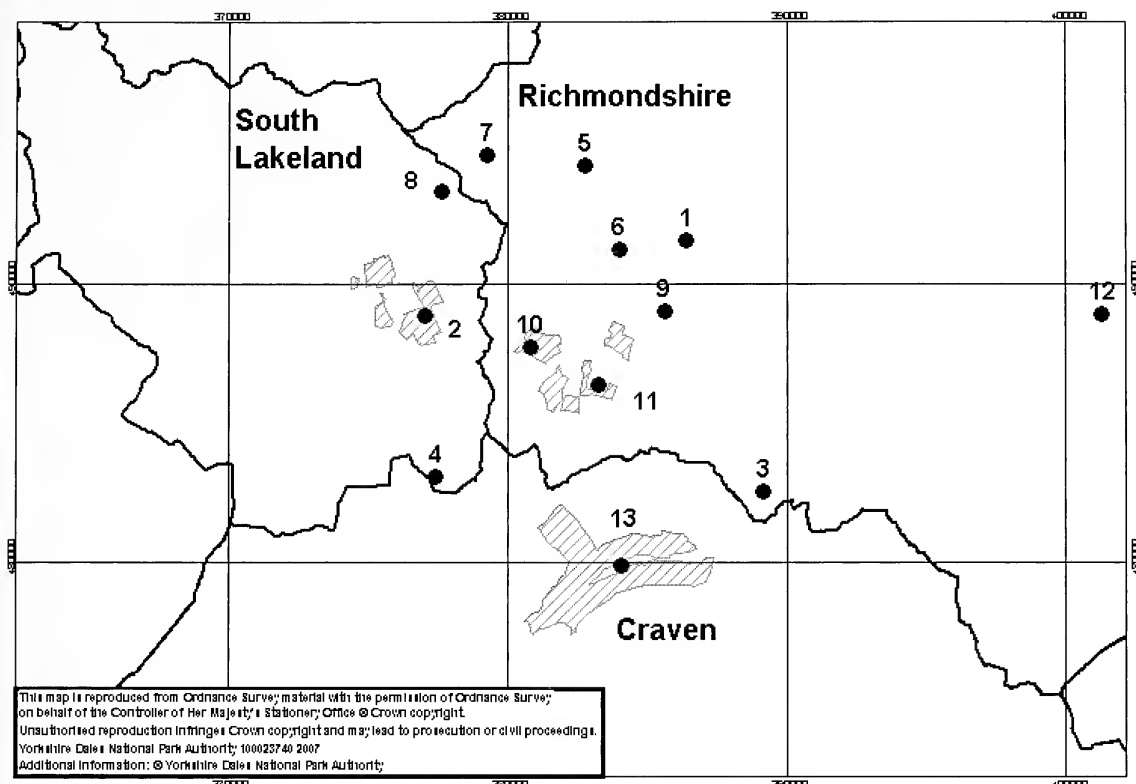 370000 380000 390000 400000
South
Lakeland
Richmondshire
7
5
8
6
1
9
12
2
10
11
4
3
13
Craven
This map is reproduced from Ordnance Survey material with the permission of Ordnance Survey
on behalf of the Controller of Her Majesty's Stationery Office © Crown copyright.
Unauthorised reproduction infringes Crown copyright and may lead to prosecution or civil proceedings.
Yorkshire Dales National Park Authority 100023740 2007
Additional Information: © Yorkshire Dales National Park Authority